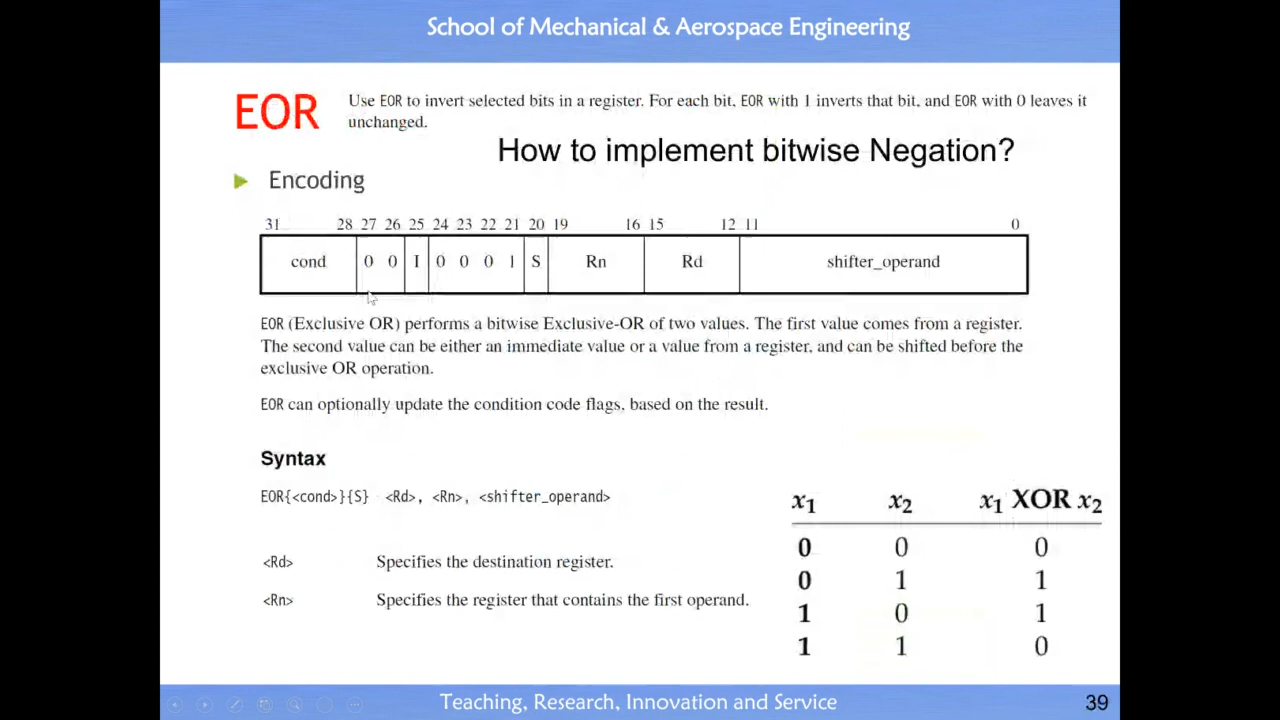 School of Mechanical & Aerospace Engineering
EOR
Use EOR to invert selected bits in a register. For each bit, EOR with 1 inverts that bit, and EOR with 0 leaves it
unchanged.
How to implement bitwise Negation?
Encoding
31 28 27 26 25 24 23 22 21 20 19 16 15 12 11 0
cond 0 0 I 0 0 0 1 S Rn Rd shifter_operand
EOR (Exclusive OR) performs a bitwise Exclusive-OR of two values. The first value comes from a register.
The second value can be either an immediate value or a value from a register, and can be shifted before the
exclusive OR operation.
EOR can optionally update the condition code flags, based on the result.
Syntax
EOR{<cond>}{S} <Rd>, <Rn>, <shifter_operand>
<Rd> Specifies the destination register.
<Rn> Specifies the register that contains the first operand.
x1 x2 x1 XOR x2
0 0 0
0 1 1
1 0 1
1 1 0
Teaching, Research, Innovation and Service
39